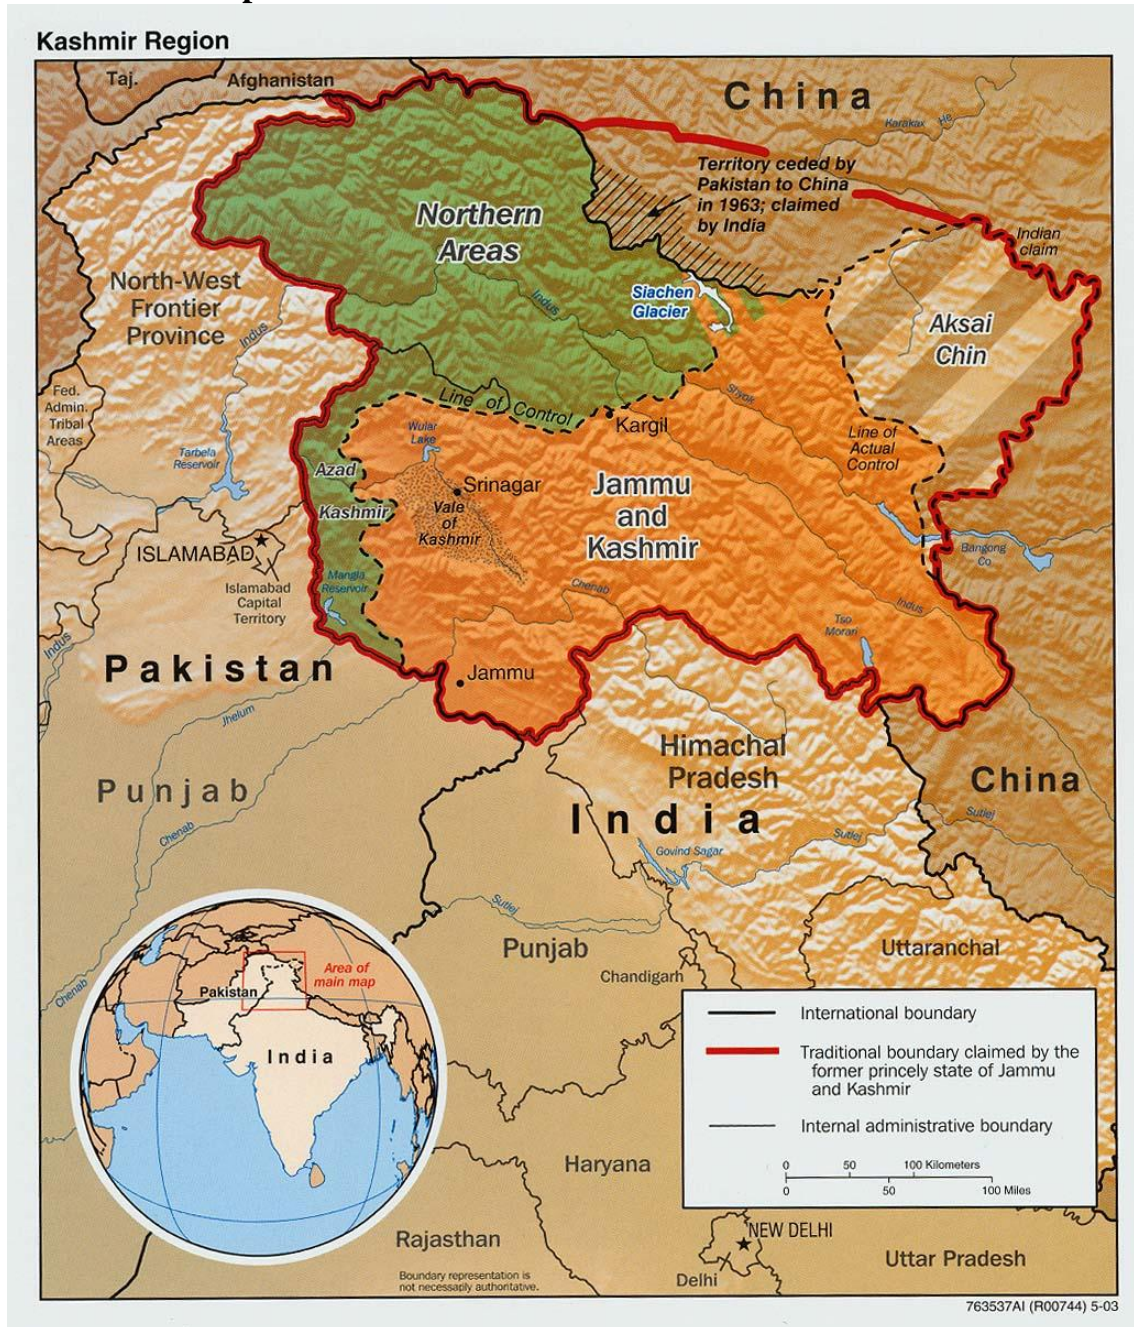 Kashmir Region
Taj.
Afghanistan
China
Karakax He
Territory ceded by
Pakistan to China
in 1963; claimed
by India
Indian
claim
Northern
Areas
North-West
Frontier
Province
Indus
Indus
Siachen
Glacier
Aksai
Chin
Fed.
Admin.
Tribal
Areas
Line of Control
Shyok
Kargil
Wular
Lake
Line of
Actual
Control
Tarbela
Reservoir
Azad
Kashmir
Srinagar
Vale
of
Kashmir
Jammu
and
Kashmir
ISLAMABAD
Islamabad
Capital
Territory
Mangla
Reservoir
Chenab
Bangong
Co
Indus
Tso
Morari
Indus
Pakistan
Jammu
Jhelum
Himachal
Pradesh
China
Punjab
India
Chenab
Sutlej
Sutlej
Govind Sagar
Sutlej
Punjab
Uttaranchal
Chandigarh
Chenab
Area of
main map
Pakistan
India
International boundary
Traditional boundary claimed by the
former princely state of Jammu
and Kashmir
Internal administrative boundary
0 50 100 Kilometers
0 50 100 Miles
Haryana
Rajasthan
NEW DELHI
Delhi
Uttar Pradesh
Boundary representation is
not necessarily authoritative.
763537AI (R00744) 5-03